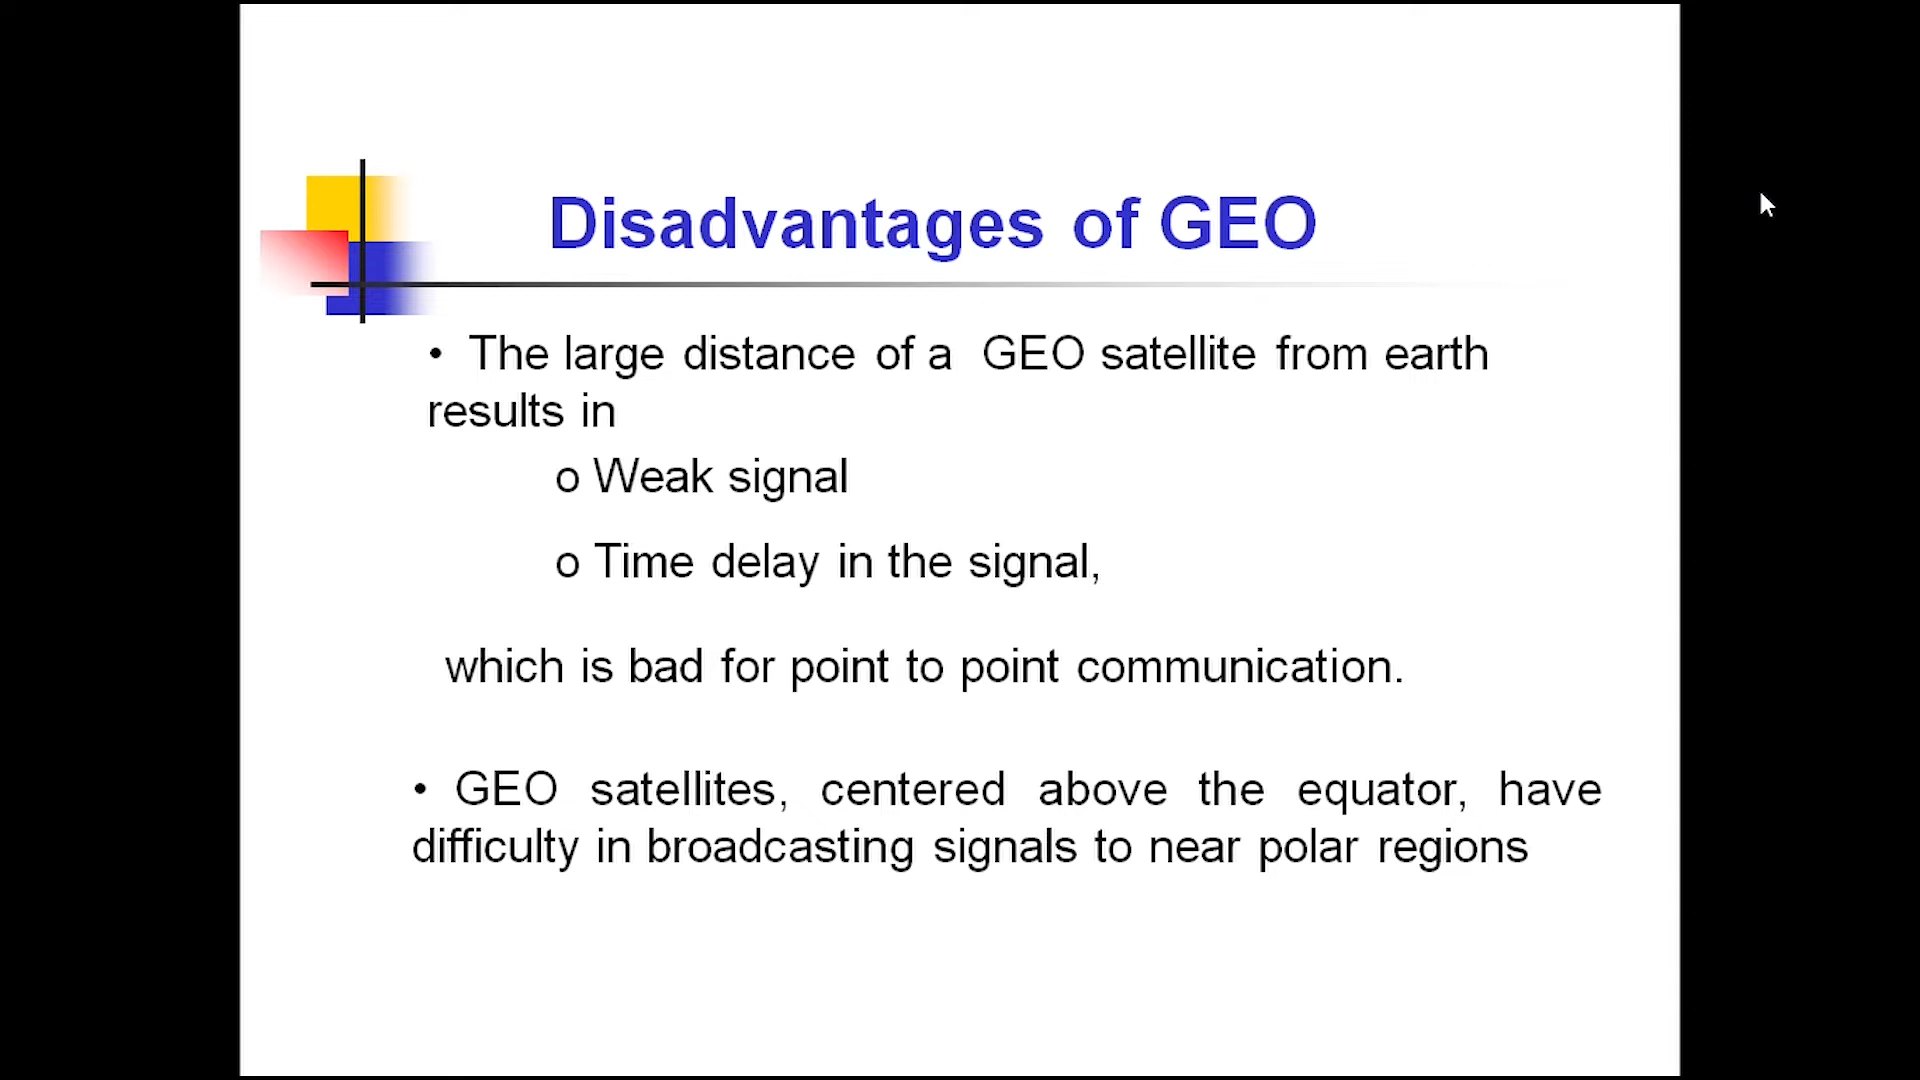 Disadvantages of GEO
• The large distance of a GEO satellite from earth
results in
o Weak signal
o Time delay in the signal,
which is bad for point to point communication.
• GEO satellites, centered above the equator, have
difficulty in broadcasting signals to near polar regions